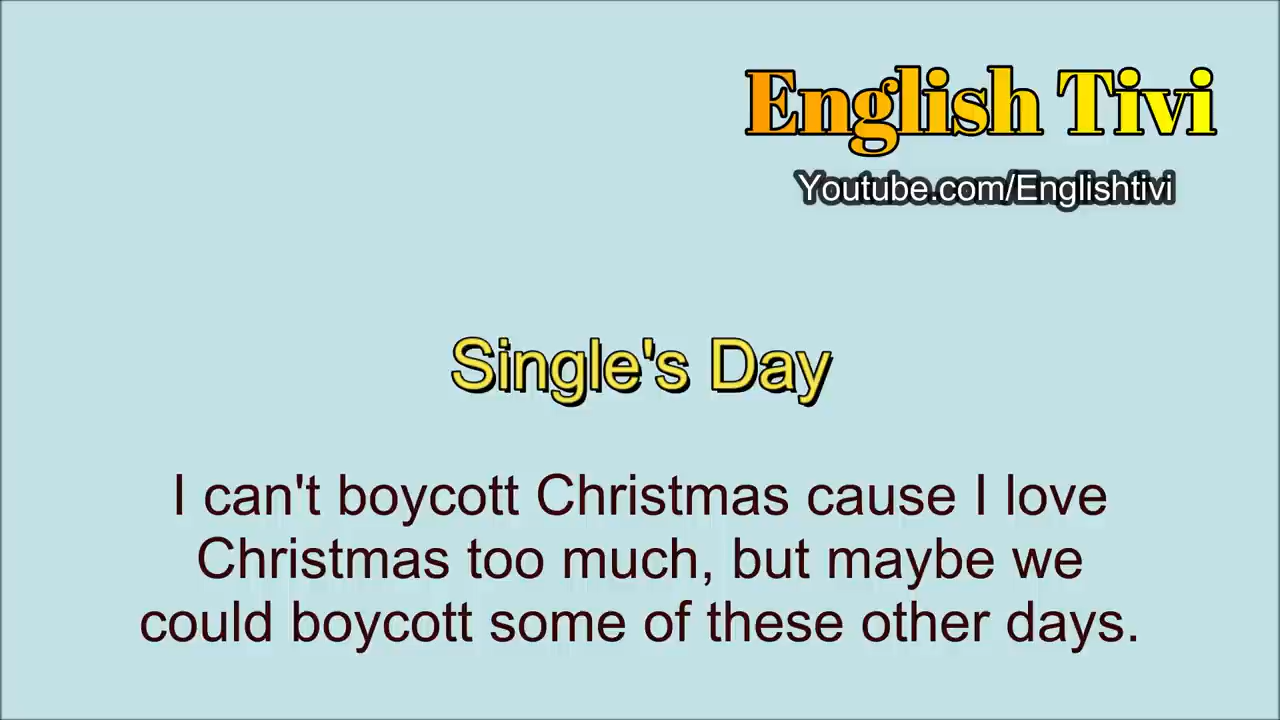 English Tivi
Youtube.com/Englishtivi
Single's Day
I can't boycott Christmas cause I love
Christmas too much, but maybe we
could boycott some of these other days.